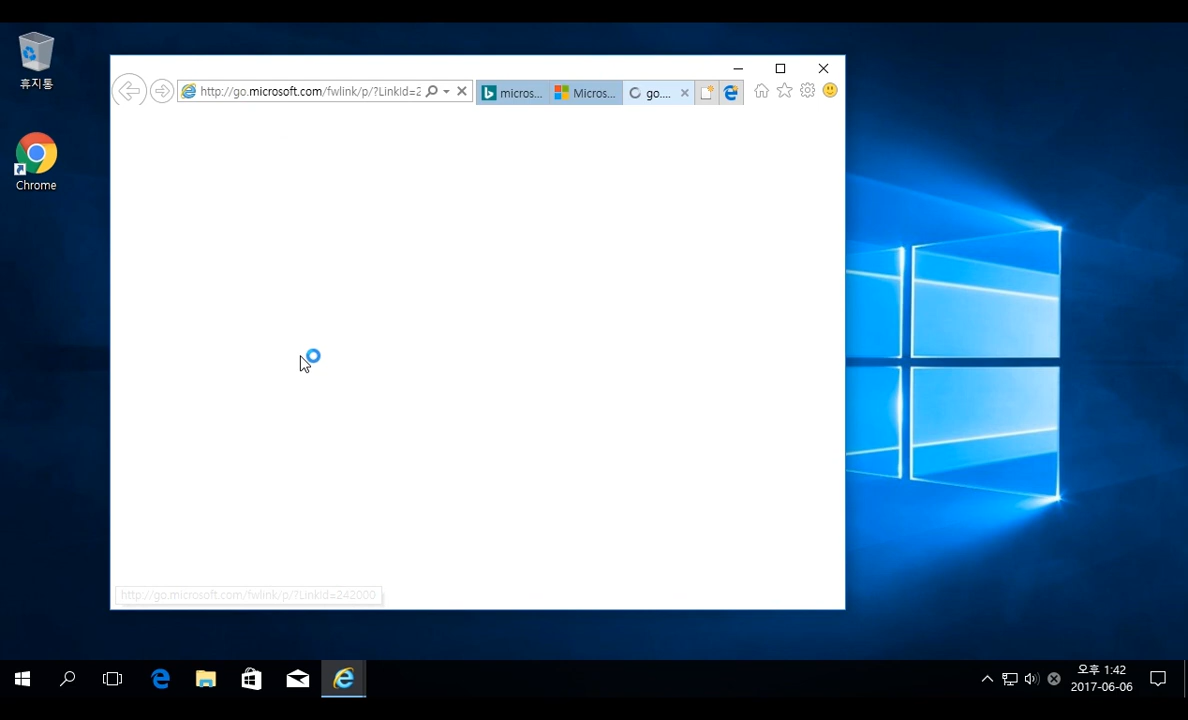 휴지통
Chrome
http://go.microsoft.com/fwlink/p/?LinkId=2
micros...
Micros...
go....
http://go.microsoft.com/fwlink/p/?LinkId=242000
오후 1:42
2017-06-06